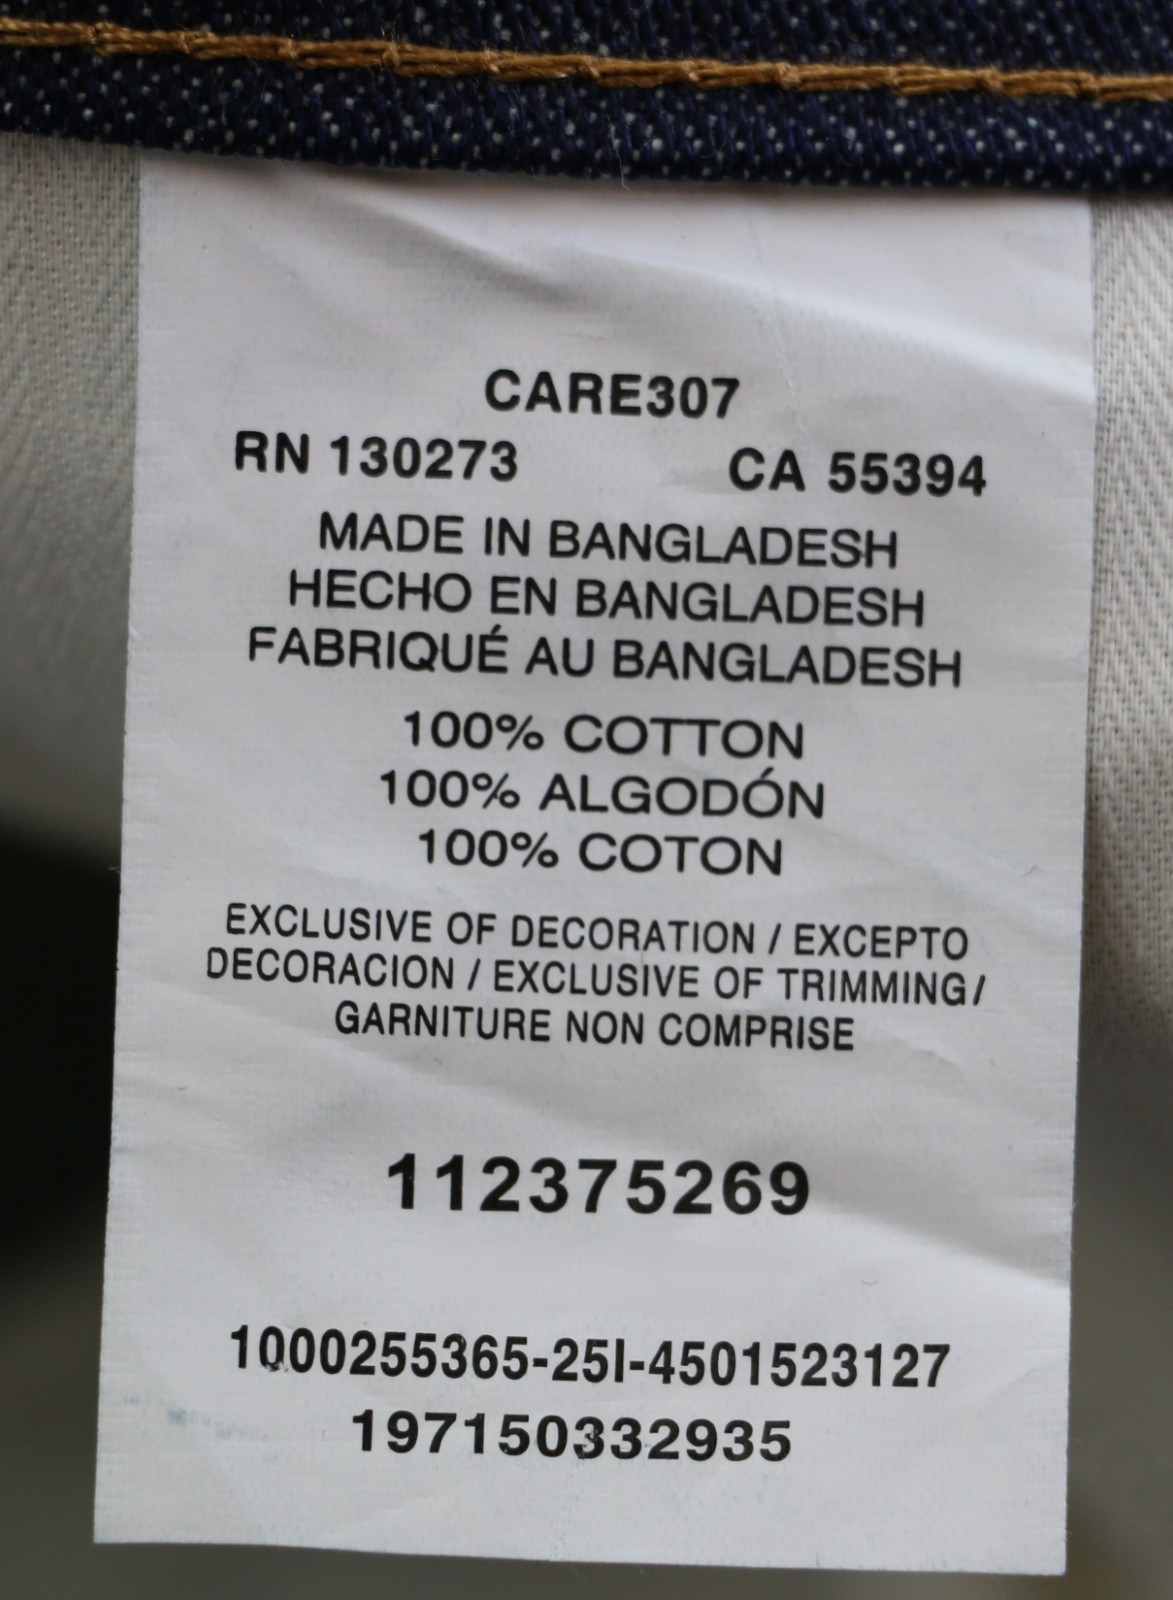 CARE307
RN 130273 CA 55394
MADE IN BANGLADESH
HECHO EN BANGLADESH
FABRIQUÉ AU BANGLADESH
100% COTTON
100% ALGODÓN
100% COTON
EXCLUSIVE OF DECORATION / EXCEPTO
DECORACION / EXCLUSIVE OF TRIMMING/
GARNITURE NON COMPRISE
112375269
1000255365-25I-4501523127
197150332935